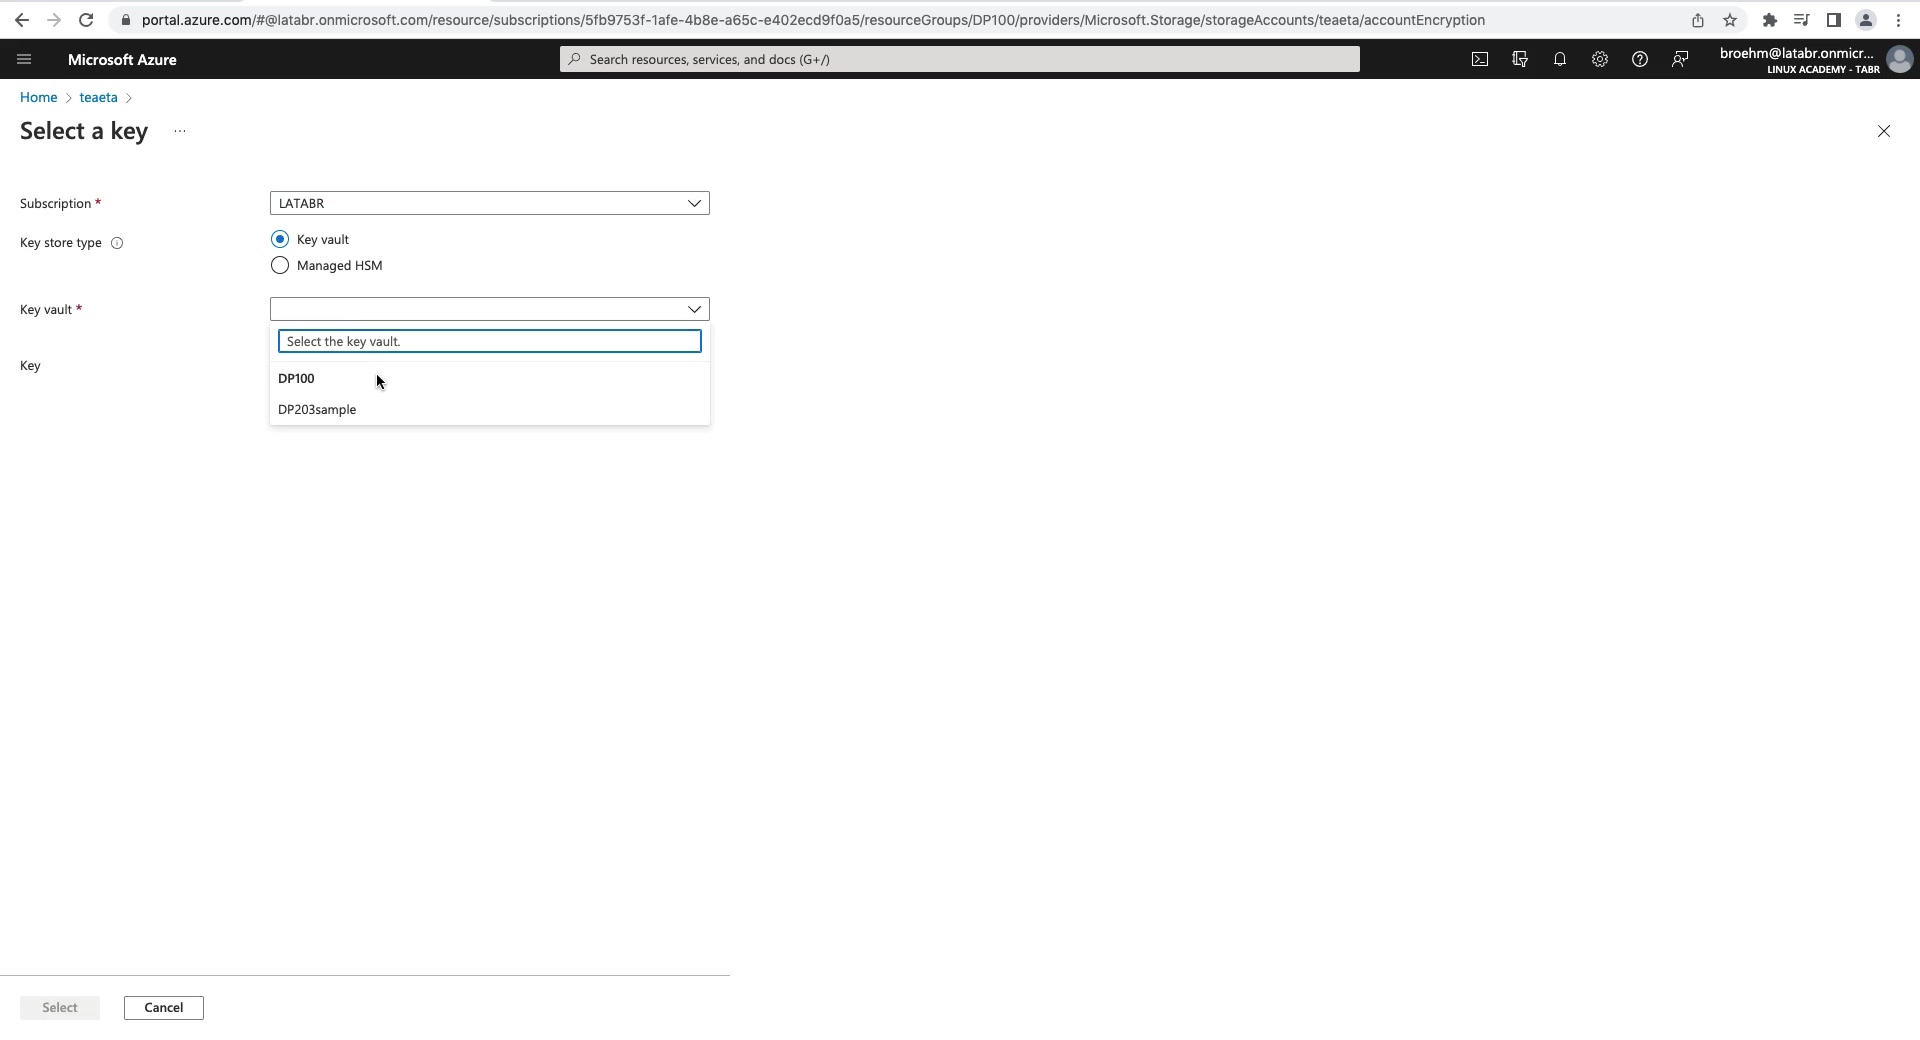 portal.azure.com/#@latabr.onmicrosoft.com/resource/subscriptions/5fb9753f-1afe-4b8e-a65c-e402ecd9f0a5/resourceGroups/DP100/providers/Microsoft.Storage/storageAccounts/teaeta/accountEncryption
Microsoft Azure
Search resources, services, and docs (G+/)
broehm@latabr.onmicr...
LINUX ACADEMY - TABR
Home > teaeta >
Select a key ...
Subscription *
LATABR
Key store type
Key vault
Managed HSM
Key vault *
Select the key vault.
Key
DP100
DP203sample
Select
Cancel